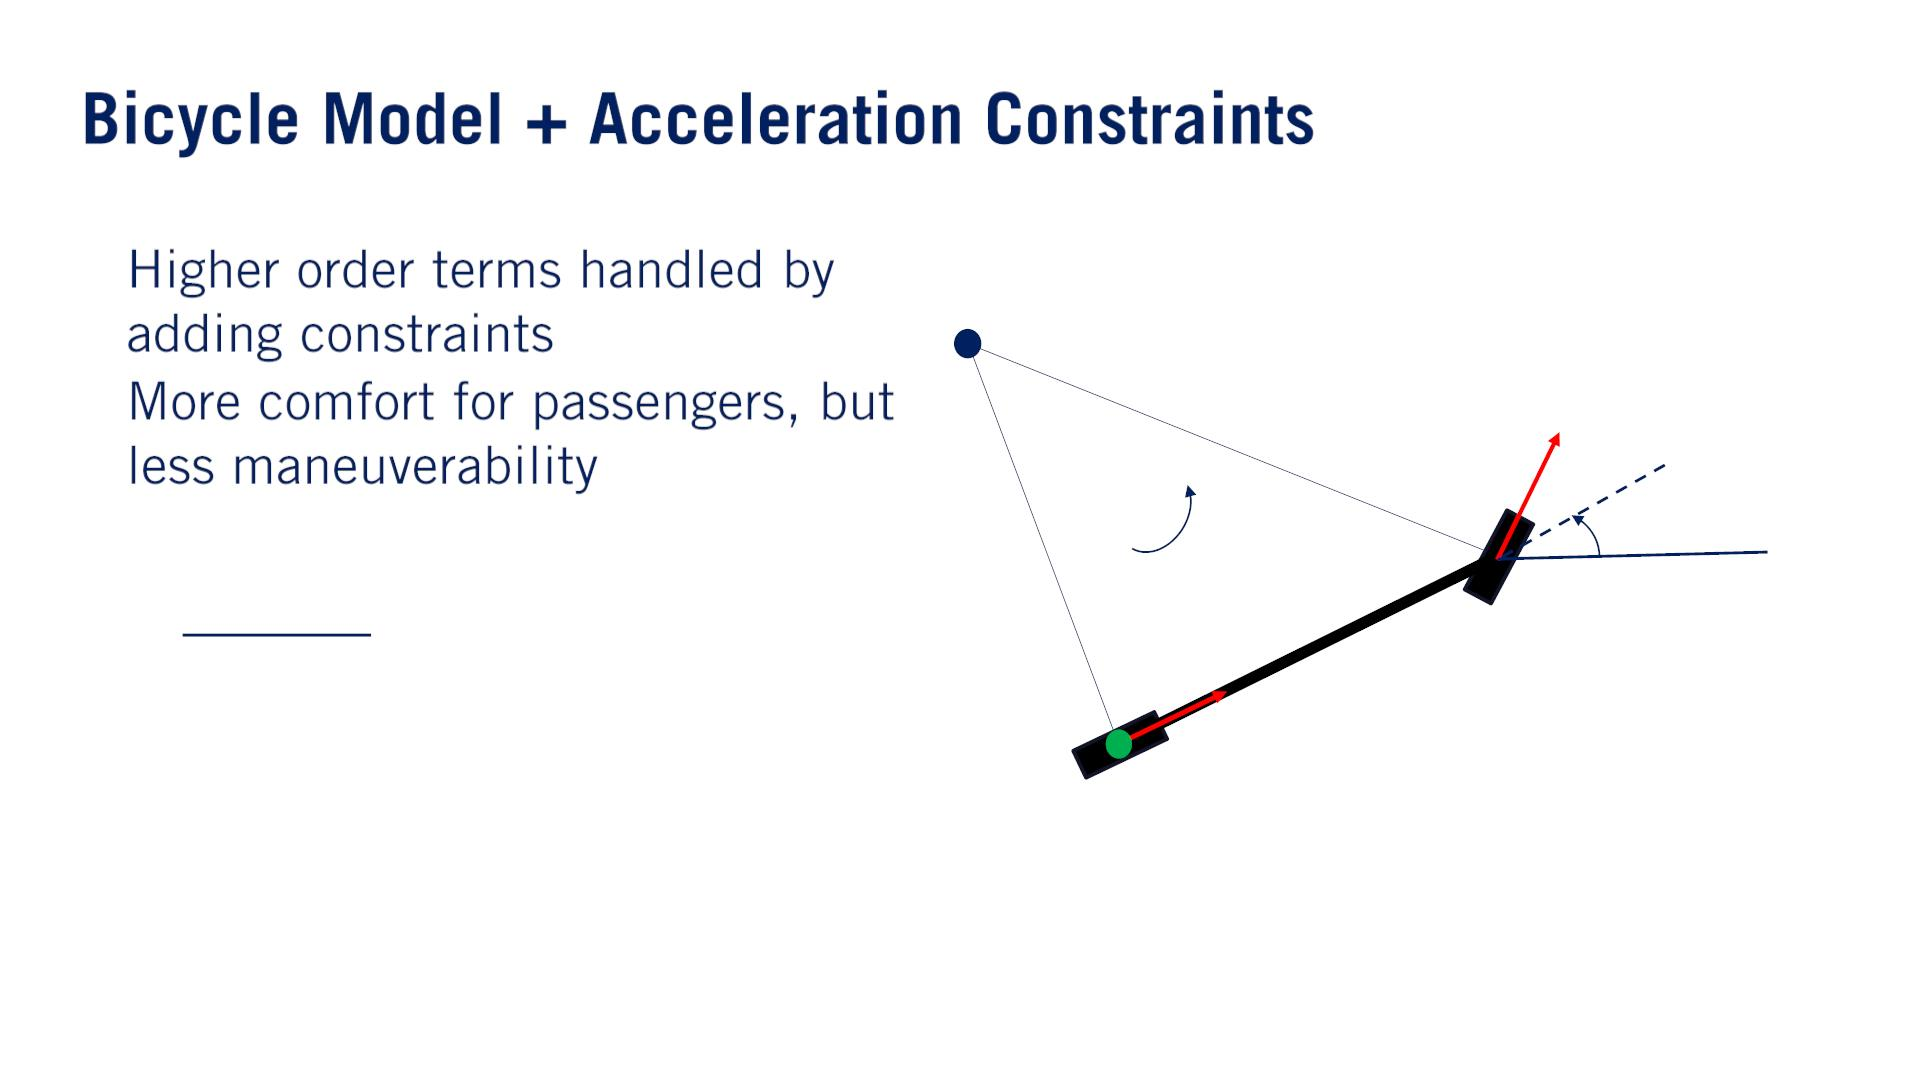 Bicycle Model + Acceleration Constraints
Higher order terms handled by
adding constraints
More comfort for passengers, but
less maneuverability